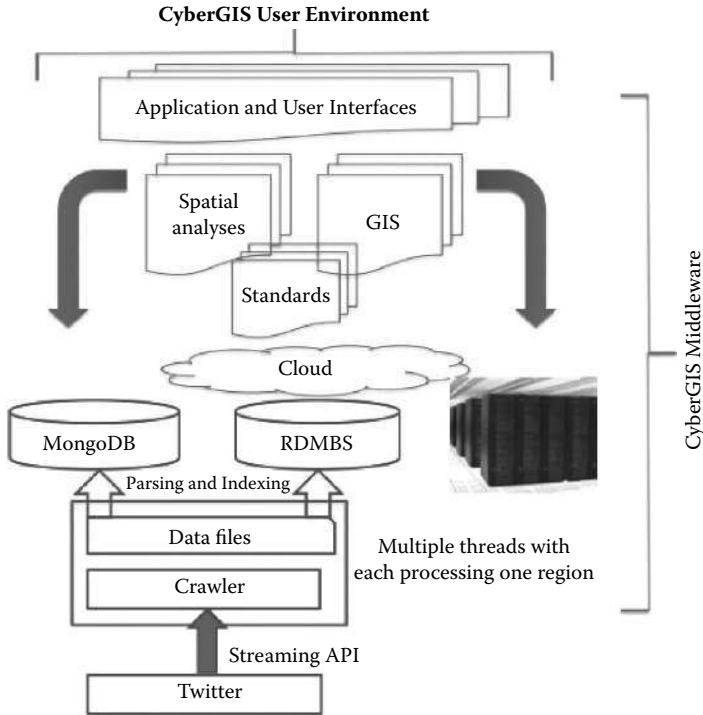 CyberGIS User Environment
Application and User Interfaces
Spatial
analyses
GIS
Standards
Cloud
MongoDB
RDMBS
Parsing and Indexing
Data files
Crawler
Multiple threads with
each processing one region
Streaming API
Twitter
CyberGIS Middleware